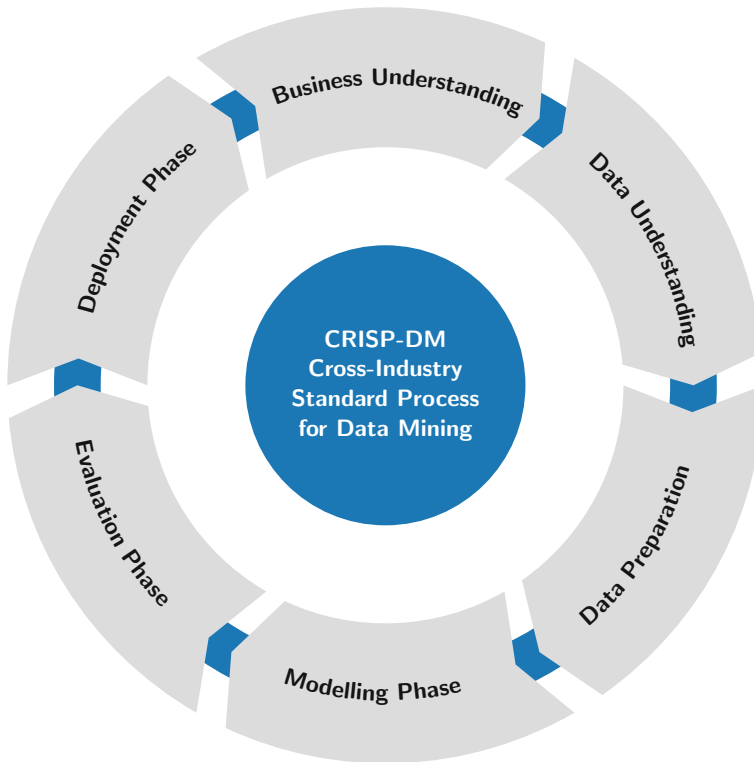 Business Understanding
Data Understanding
Data Preparation
Modelling Phase
Evaluation Phase
Deployment Phase
CRISP-DM
Cross-Industry
Standard Process
for Data Mining